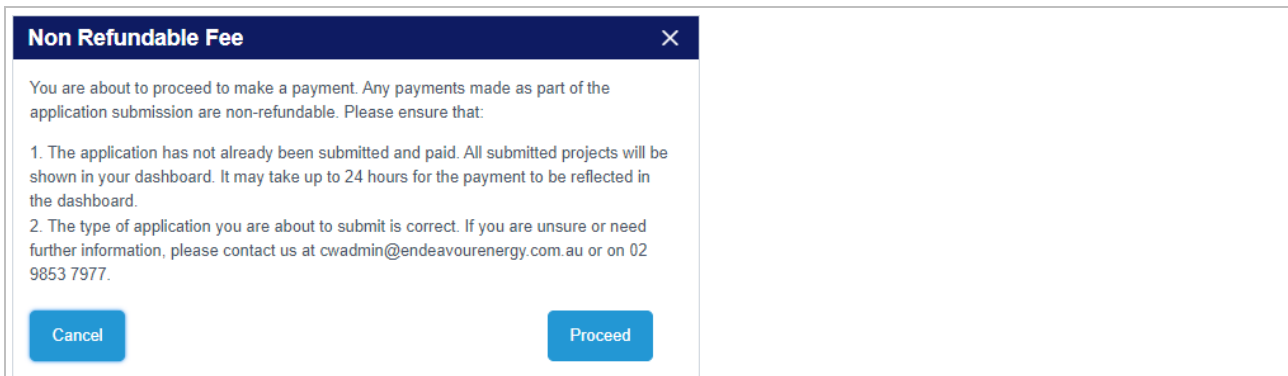 Non Refundable Fee
You are about to proceed to make a payment. Any payments made as part of the
application submission are non-refundable. Please ensure that:
1. The application has not already been submitted and paid. All submitted projects will be
shown in your dashboard. It may take up to 24 hours for the payment to be reflected in
the dashboard.
2. The type of application you are about to submit is correct. If you are unsure or need
further information, please contact us at cwadmin@endeavourenergy.com.au or on 02
9853 7977.
Cancel
Proceed